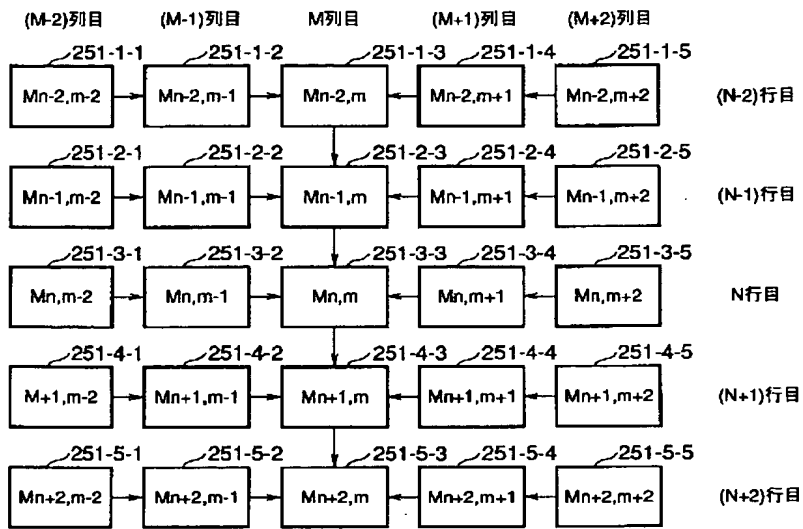 (M-2)列目 (M-1)列目 M列目 (M+1)列目 (M+2)列目
251-1-1 251-1-2 251-1-3 251-1-4 251-1-5
Mn-2,m-2 Mn-2,m-1 Mn-2,m Mn-2,m+1 Mn-2,m+2 (N-2)行目
251-2-1 251-2-2 251-2-3 251-2-4 251-2-5
Mn-1,m-2 Mn-1,m-1 Mn-1,m Mn-1,m+1 Mn-1,m+2 (N-1)行目
251-3-1 251-3-2 251-3-3 251-3-4 251-3-5
Mn,m-2 Mn,m-1 Mn,m Mn,m+1 Mn,m+2 N行目
251-4-1 251-4-2 251-4-3 251-4-4 251-4-5
M+1,m-2 Mn+1,m-1 Mn+1,m Mn+1,m+1 Mn+1,m+2 (N+1)行目
251-5-1 251-5-2 251-5-3 251-5-4 251-5-5
Mn+2,m-2 Mn+2,m-1 Mn+2,m Mn+2,m+1 Mn+2,m+2 (N+2)行目